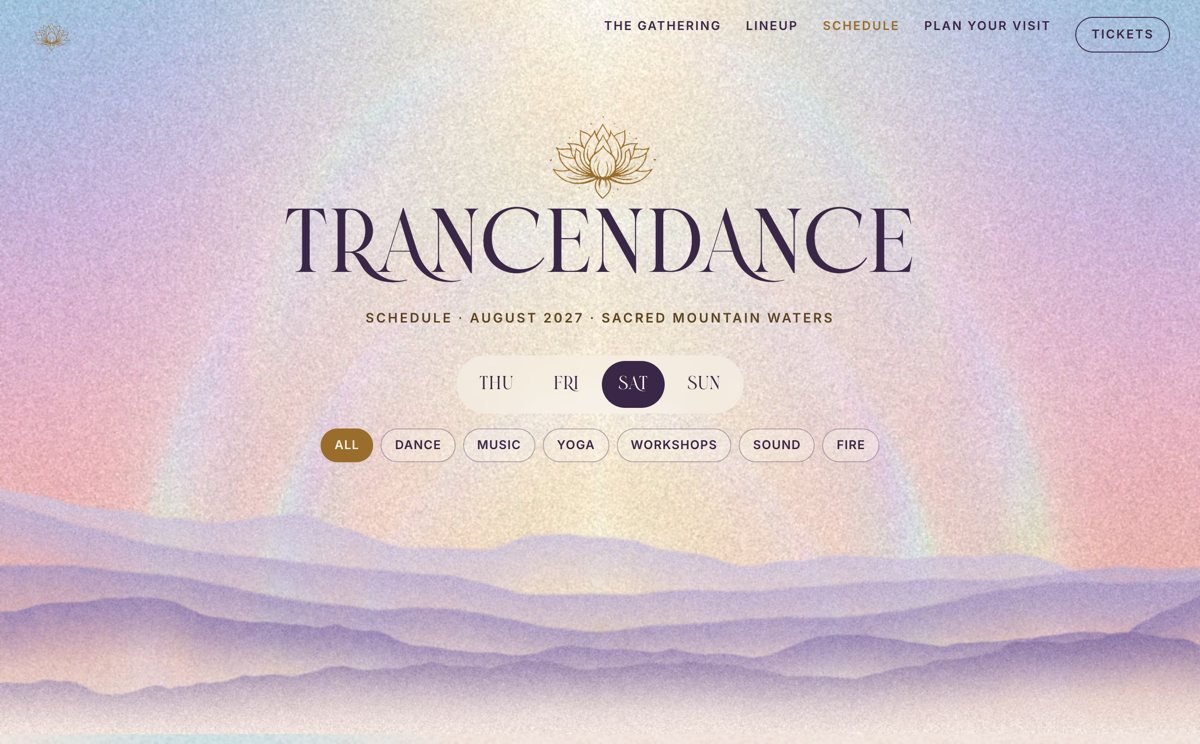 THE GATHERING LINEUP SCHEDULE PLAN YOUR VISIT TICKETS
TRANCENDANCE
SCHEDULE · AUGUST 2027 · SACRED MOUNTAIN WATERS
THU FRI SAT SUN
ALL DANCE MUSIC YOGA WORKSHOPS SOUND FIRE